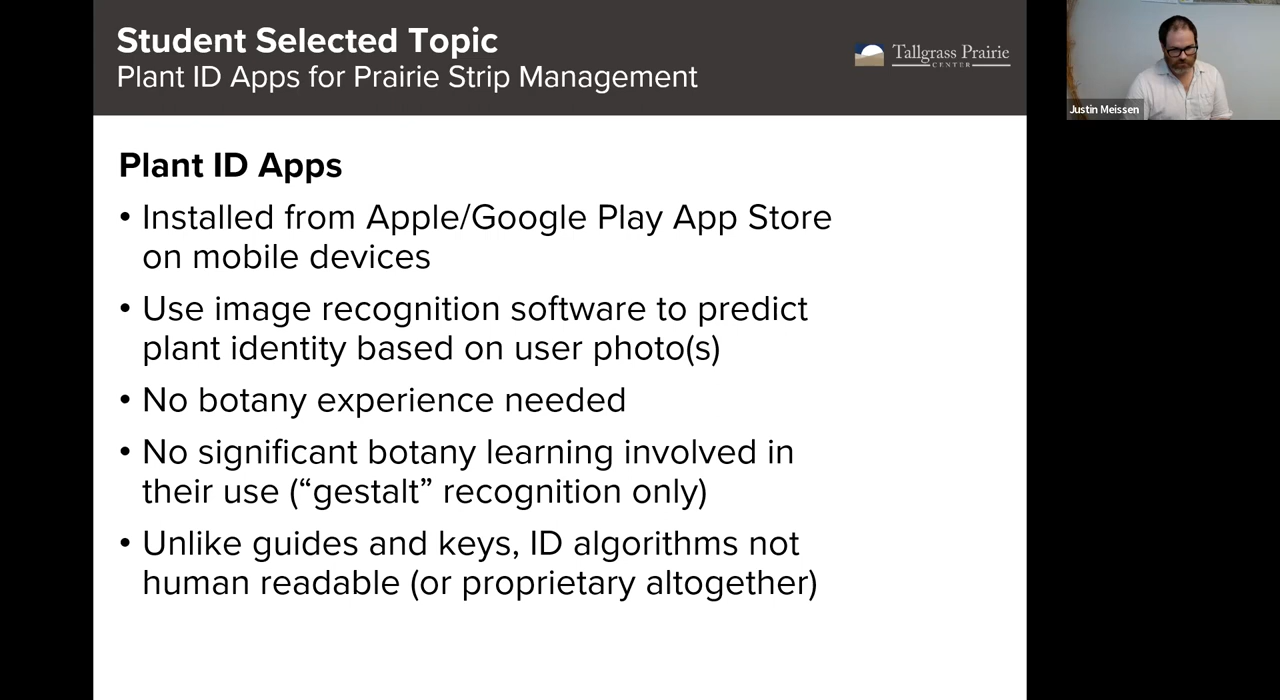 Student Selected Topic
Plant ID Apps for Prairie Strip Management
Tallgrass Prairie
CENTER
Justin Meissen
Plant ID Apps
• Installed from Apple/Google Play App Store
on mobile devices
• Use image recognition software to predict
plant identity based on user photo(s)
• No botany experience needed
• No significant botany learning involved in
their use (“gestalt” recognition only)
• Unlike guides and keys, ID algorithms not
human readable (or proprietary altogether)